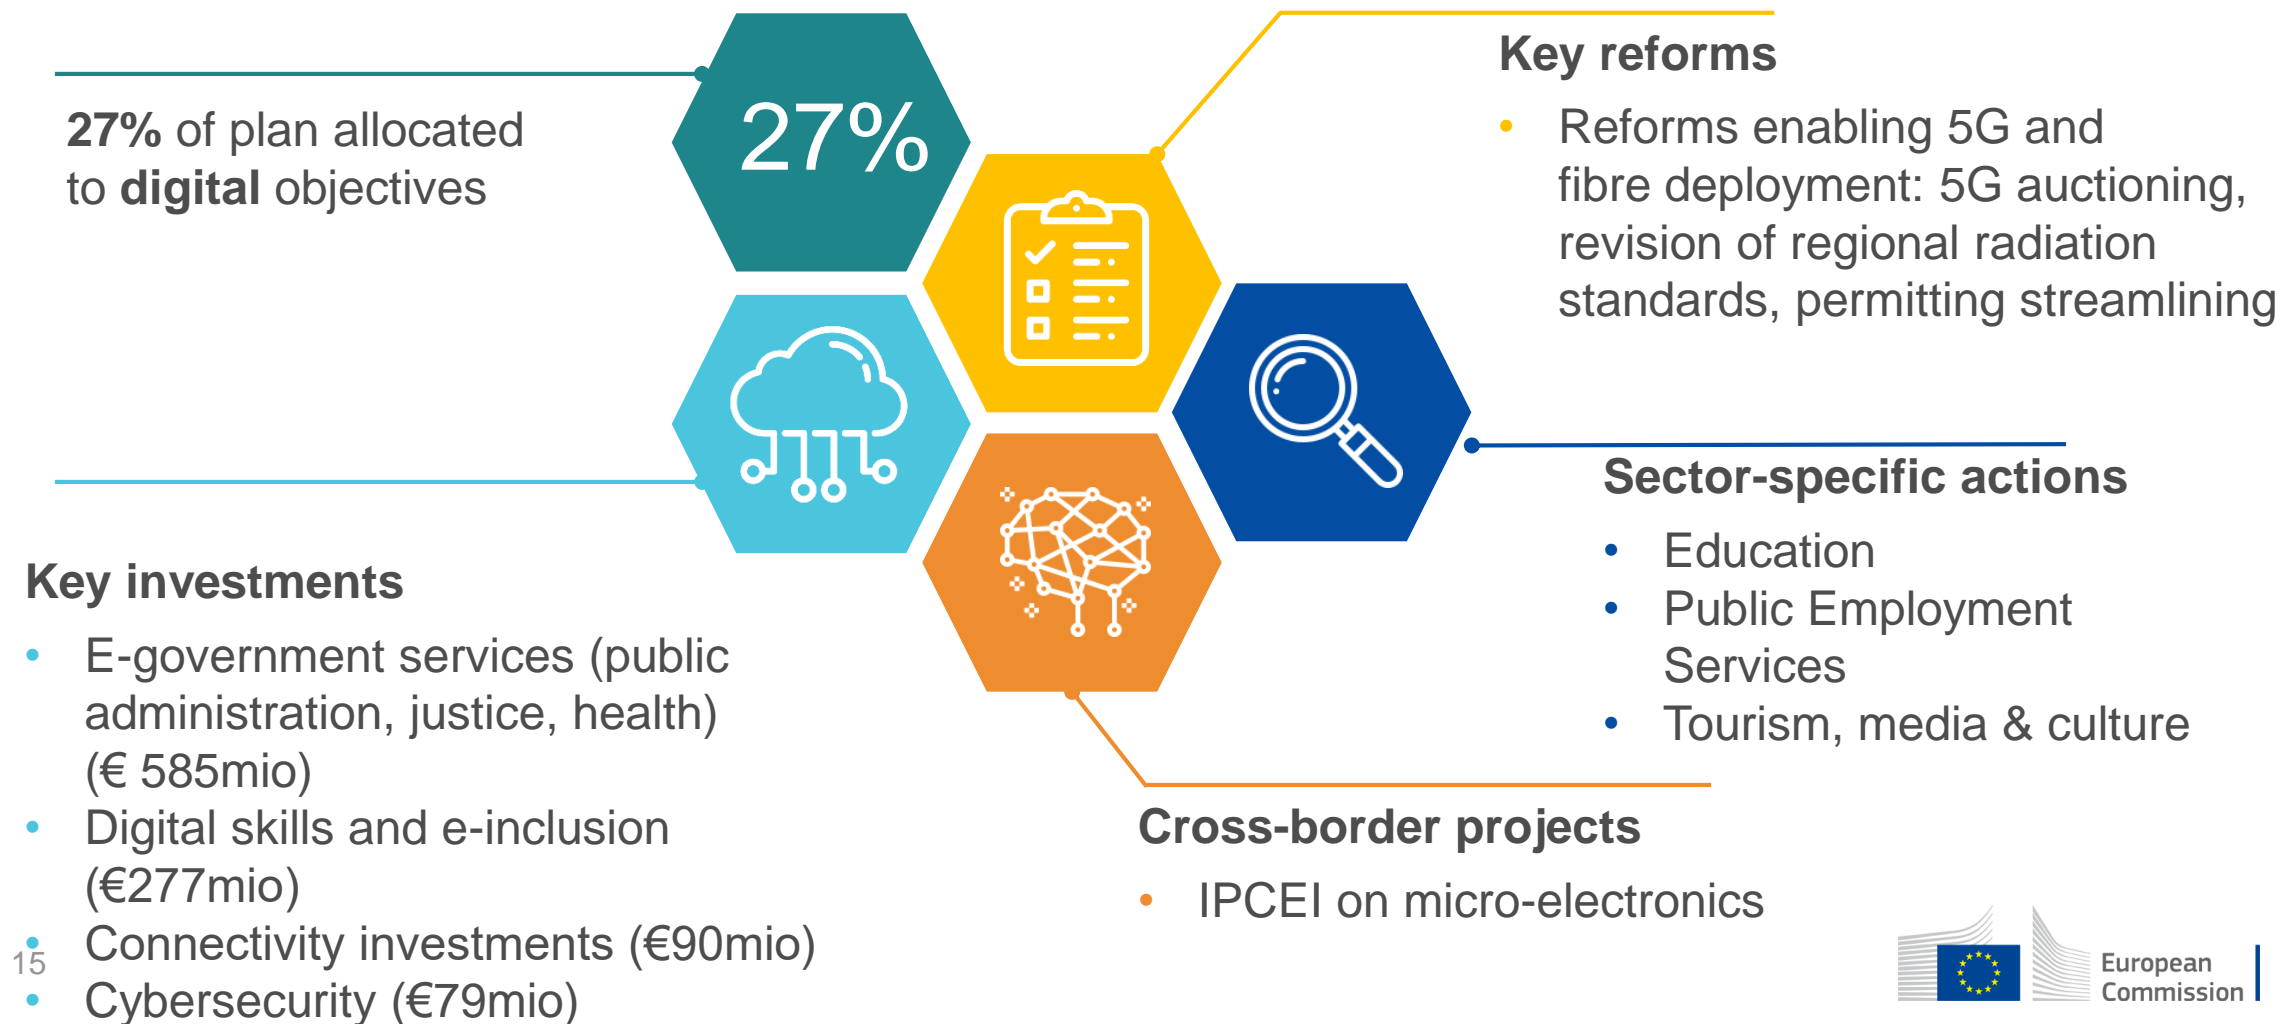 27% of plan allocated
to digital objectives
27%
Key reforms
• Reforms enabling 5G and
fibre deployment: 5G auctioning,
revision of regional radiation
standards, permitting streamlining
Sector-specific actions
• Education
• Public Employment
Services
• Tourism, media & culture
Key investments
• E-government services (public
administration, justice, health)
(€ 585mio)
• Digital skills and e-inclusion
(€277mio)
• Connectivity investments (€90mio)
• Cybersecurity (€79mio)
Cross-border projects
• IPCEI on micro-electronics
15
European
Commission